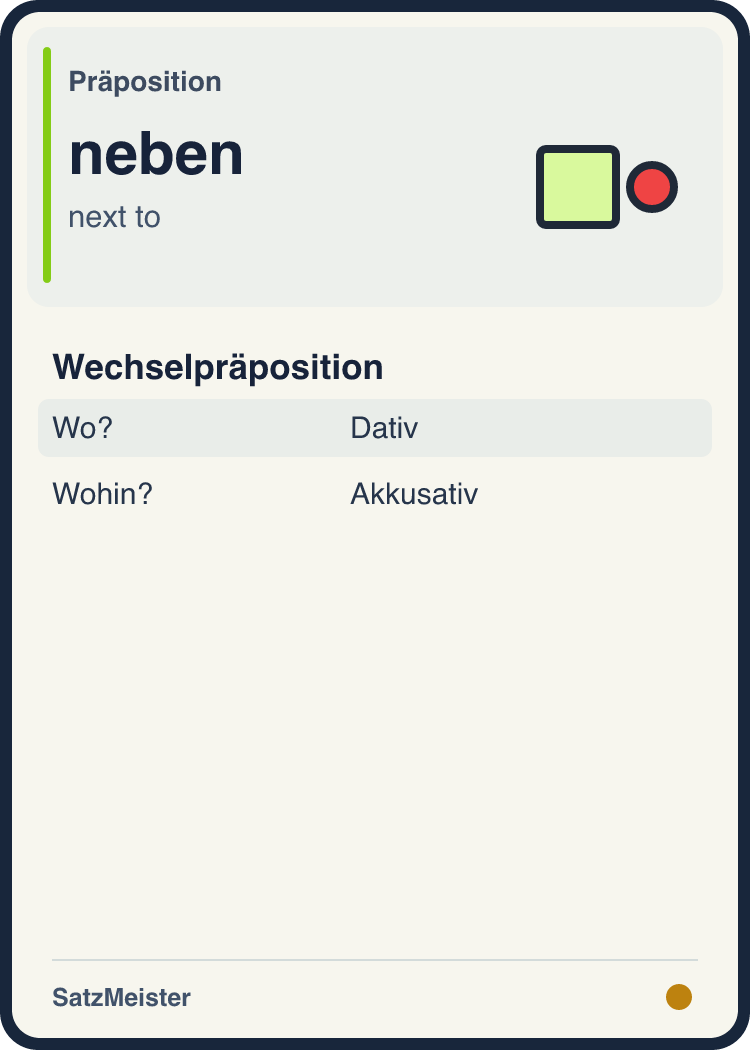 Präposition
neben
next to
Wechselpräposition
Wo? Dativ
Wohin? Akkusativ
SatzMeister